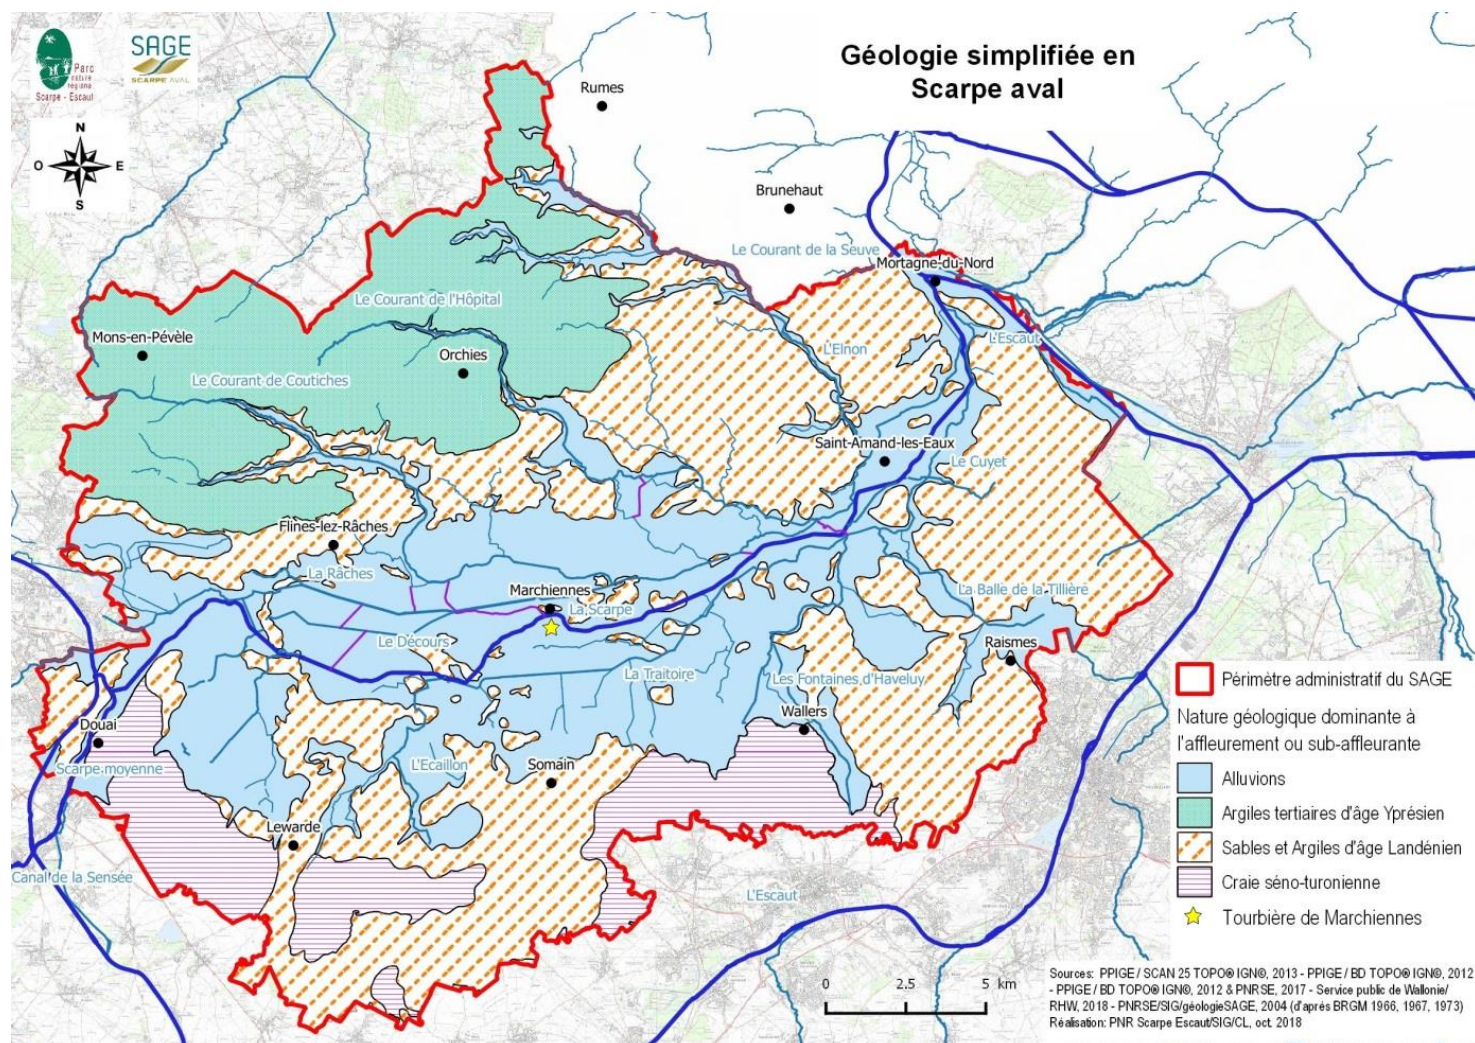 Géologie simplifiée en
Scarpe aval
Parc
naturel
régional
Scarpe - Escaut
SAGE
SCARPE AVAL
N
O
E
S
Rumes
Brunehaut
Le Courant de la Seuve
Mortagne-du-Nord
Le Courant de l'Hôpital
Mons-en-Pévèle
Orchies
L'Elnon
L'Escaut
Le Courant de Coutiches
Saint-Amand-les-Eaux
Le Cuyet
Flines-lez-Râches
La Râches
Marchiennes
La Scarpe
La Balle de la Tillière
Le Décours
Raismes
La Traitoire
Les Fontaines d'Haveluy
Wallers
Douai
Scarpe moyenne
L'Ecaillon
Somain
Lewarde
Canal de la Sensée
L'Escaut
Périmètre administratif du SAGE
Nature géologique dominante à
l'affleurement ou sub-affleurante
Alluvions
Argiles tertiaires d'âge Yprésien
Sables et Argiles d'âge Landénien
Craie séno-turonienne
Tourbière de Marchiennes
0
2,5
5 km
Sources: PPIGE / SCAN 25 TOPO® IGN®, 2013 - PPIGE / BD TOPO® IGN®, 2012
- PPIGE / BD TOPO® IGN®, 2012 & PNRSE, 2017 - Service public de Wallonie/
RHW, 2018 - PNRSE/SIG/géologieSAGE, 2004 (d'aprés BRGM 1966, 1967, 1973)
Réalisation: PNR Scarpe Escaut/SIG/CL, oct. 2018